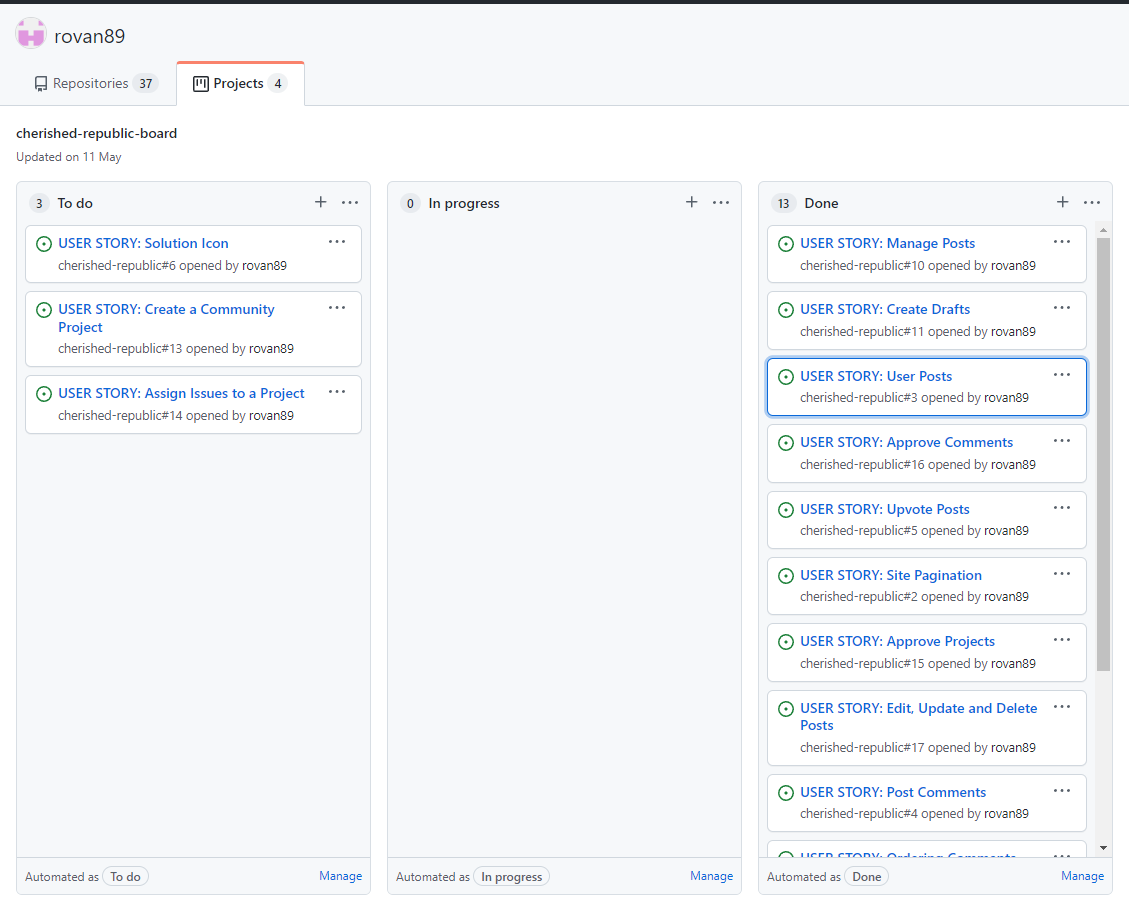 rovan89
Repositories 37
Projects 4
cherished-republic-board
Updated on 11 May
3 To do
USER STORY: Solution Icon
cherished-republic#6 opened by rovan89
USER STORY: Create a Community
Project
cherished-republic#13 opened by rovan89
USER STORY: Assign Issues to a Project
cherished-republic#14 opened by rovan89
Automated as To do
Manage
0 In progress
Automated as In progress
Manage
13 Done
USER STORY: Manage Posts
cherished-republic#10 opened by rovan89
USER STORY: Create Drafts
cherished-republic#11 opened by rovan89
USER STORY: User Posts
cherished-republic#3 opened by rovan89
USER STORY: Approve Comments
cherished-republic#16 opened by rovan89
USER STORY: Upvote Posts
cherished-republic#5 opened by rovan89
USER STORY: Site Pagination
cherished-republic#2 opened by rovan89
USER STORY: Approve Projects
cherished-republic#15 opened by rovan89
USER STORY: Edit, Update and Delete
Posts
cherished-republic#17 opened by rovan89
USER STORY: Post Comments
cherished-republic#4 opened by rovan89
USER STORY: Ordering Comments
Automated as Done
Manage